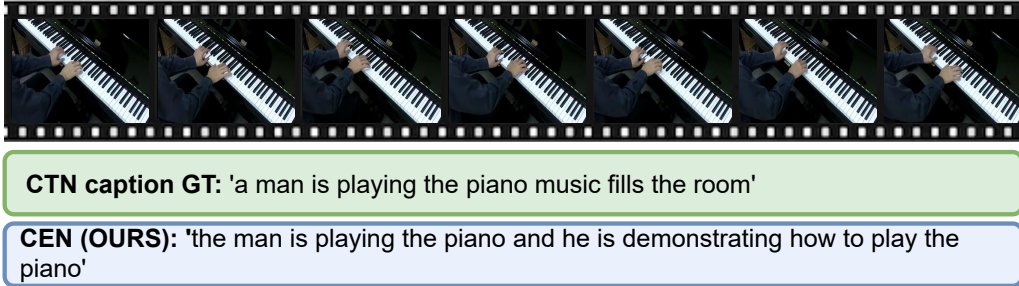 CTN caption GT: 'a man is playing the piano music fills the room'
CEN (OURS): 'the man is playing the piano and he is demonstrating how to play the
piano'